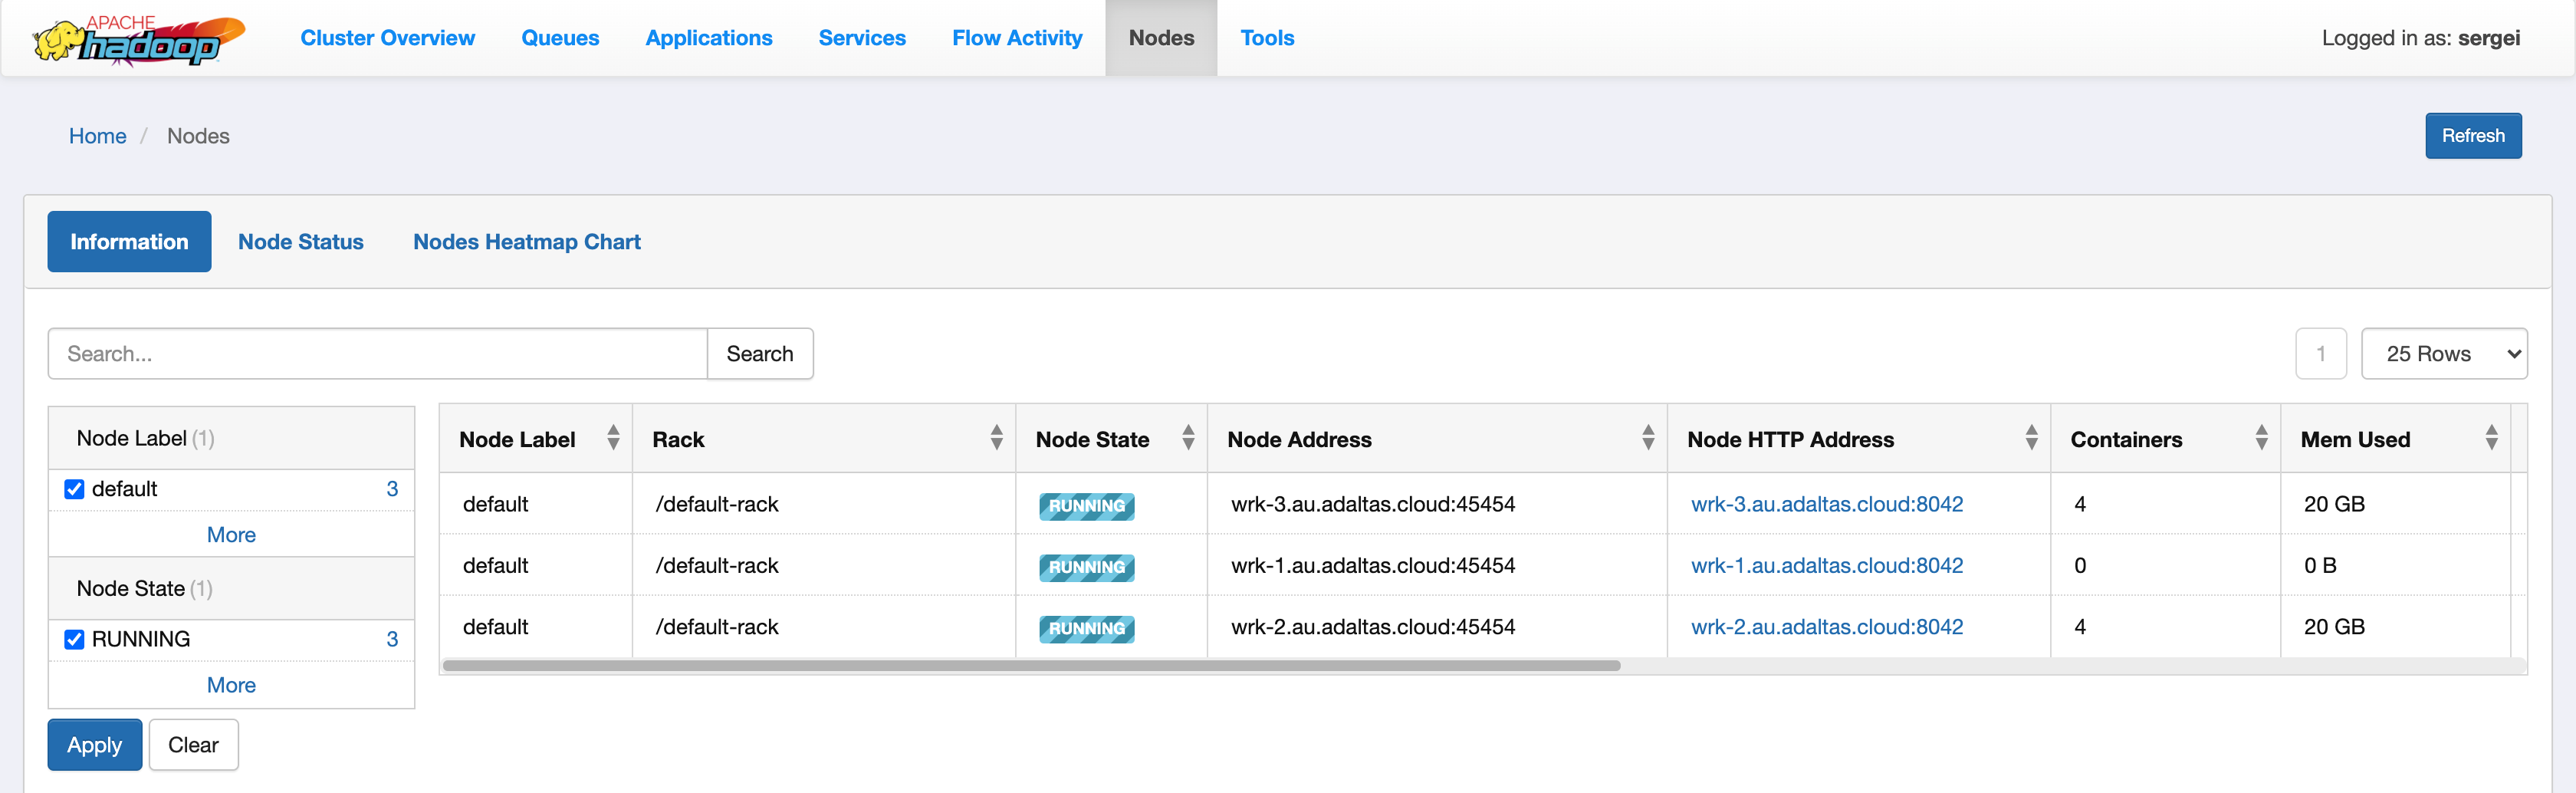 APACHE
hadoop
Cluster Overview Queues Applications Services Flow Activity Nodes Tools Logged in as: sergei
Home / Nodes Refresh
Information Node Status Nodes Heatmap Chart
Search... Search 1 25 Rows
Node Label (1)
default 3
More
Node State (1)
RUNNING 3
More
Apply Clear
Node Label Rack Node State Node Address Node HTTP Address Containers Mem Used
default /default-rack RUNNING wrk-3.au.adaltas.cloud:45454 wrk-3.au.adaltas.cloud:8042 4 20 GB
default /default-rack RUNNING wrk-1.au.adaltas.cloud:45454 wrk-1.au.adaltas.cloud:8042 0 0 B
default /default-rack RUNNING wrk-2.au.adaltas.cloud:45454 wrk-2.au.adaltas.cloud:8042 4 20 GB